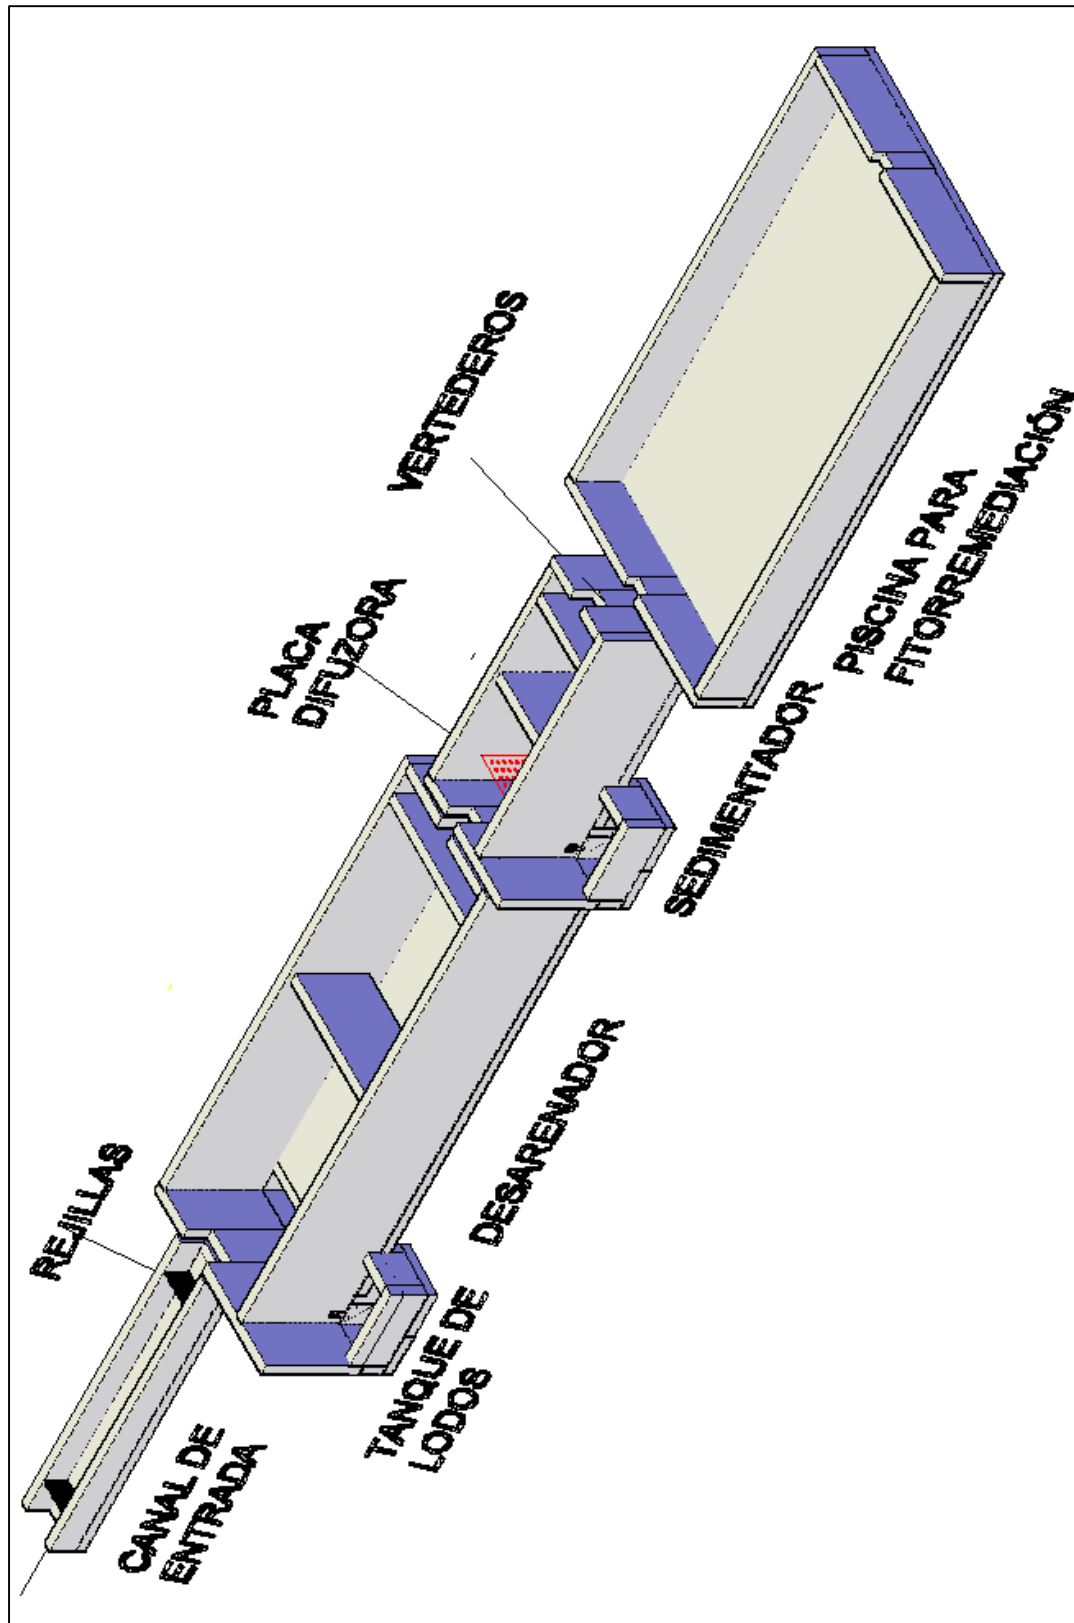 CANAL DE
ENTRADA
REJILLAS
TANQUE DE
LODOS
DESARENADOR
PLACA
DIFUZORA
SEDIMENTADOR
VERTEDEROS
PISCINA PARA
FITORREMEDIACIÓN